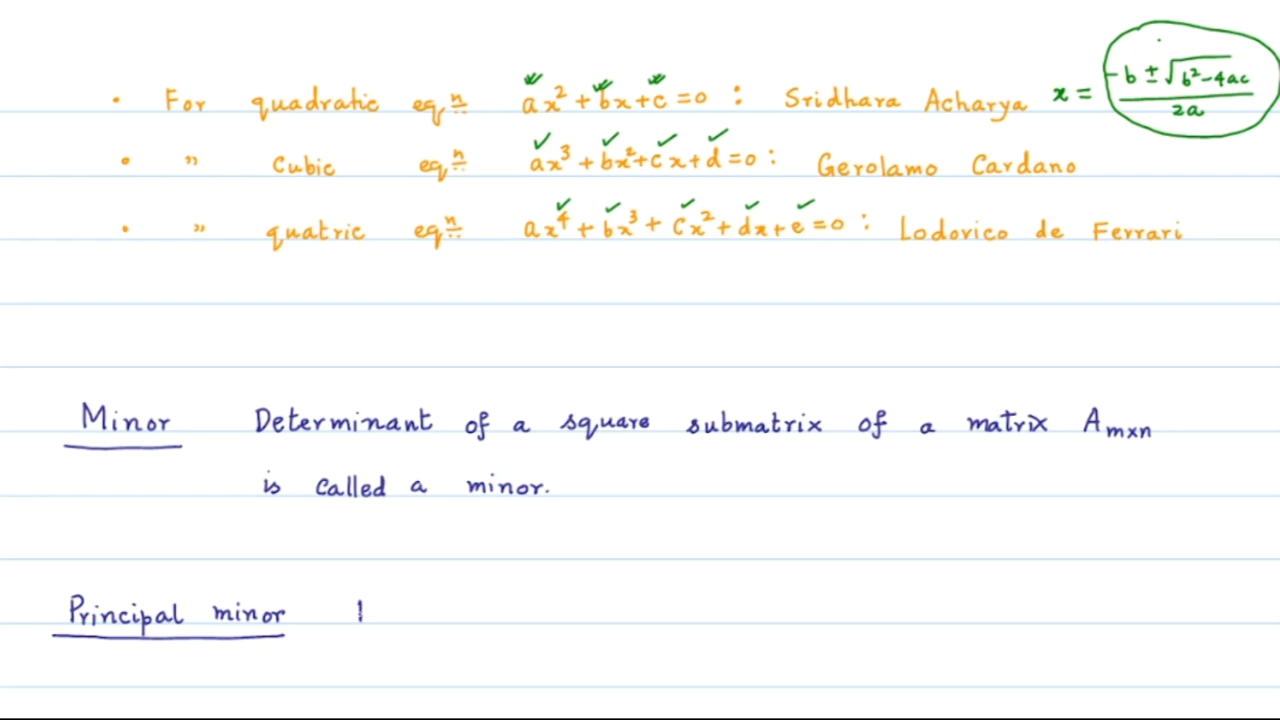 • For quadratic eqⁿ ax² + bx + c = 0 : Sridhara Acharya x = -b ± √b²-4ac / 2a
• " Cubic eqⁿ ax³ + bx² + cx + d = 0 : Gerolamo Cardano
• " quatric eqⁿ ax⁴ + bx³ + cx² + dx + e = 0 : Lodovico de Ferrari
Minor Determinant of a square submatrix of a matrix Aₘₓₙ
is called a minor.
Principal minor